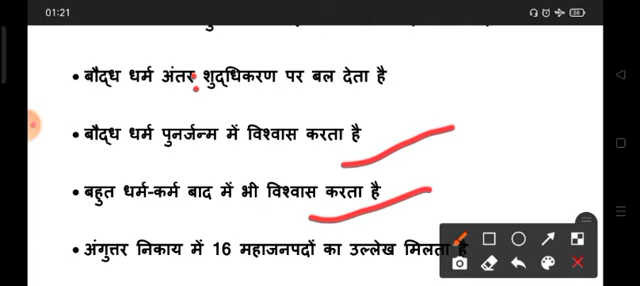 01:21
• बौद्ध धर्म अंतर शुद्धिकरण पर बल देता है
• बौद्ध धर्म पुनर्जन्म में विश्वास करता है
• बहुत धर्म-कर्म बाद में भी विश्वास करता है
• अंगुत्तर निकाय में 16 महाजनपदों का उल्लेख मिलता है